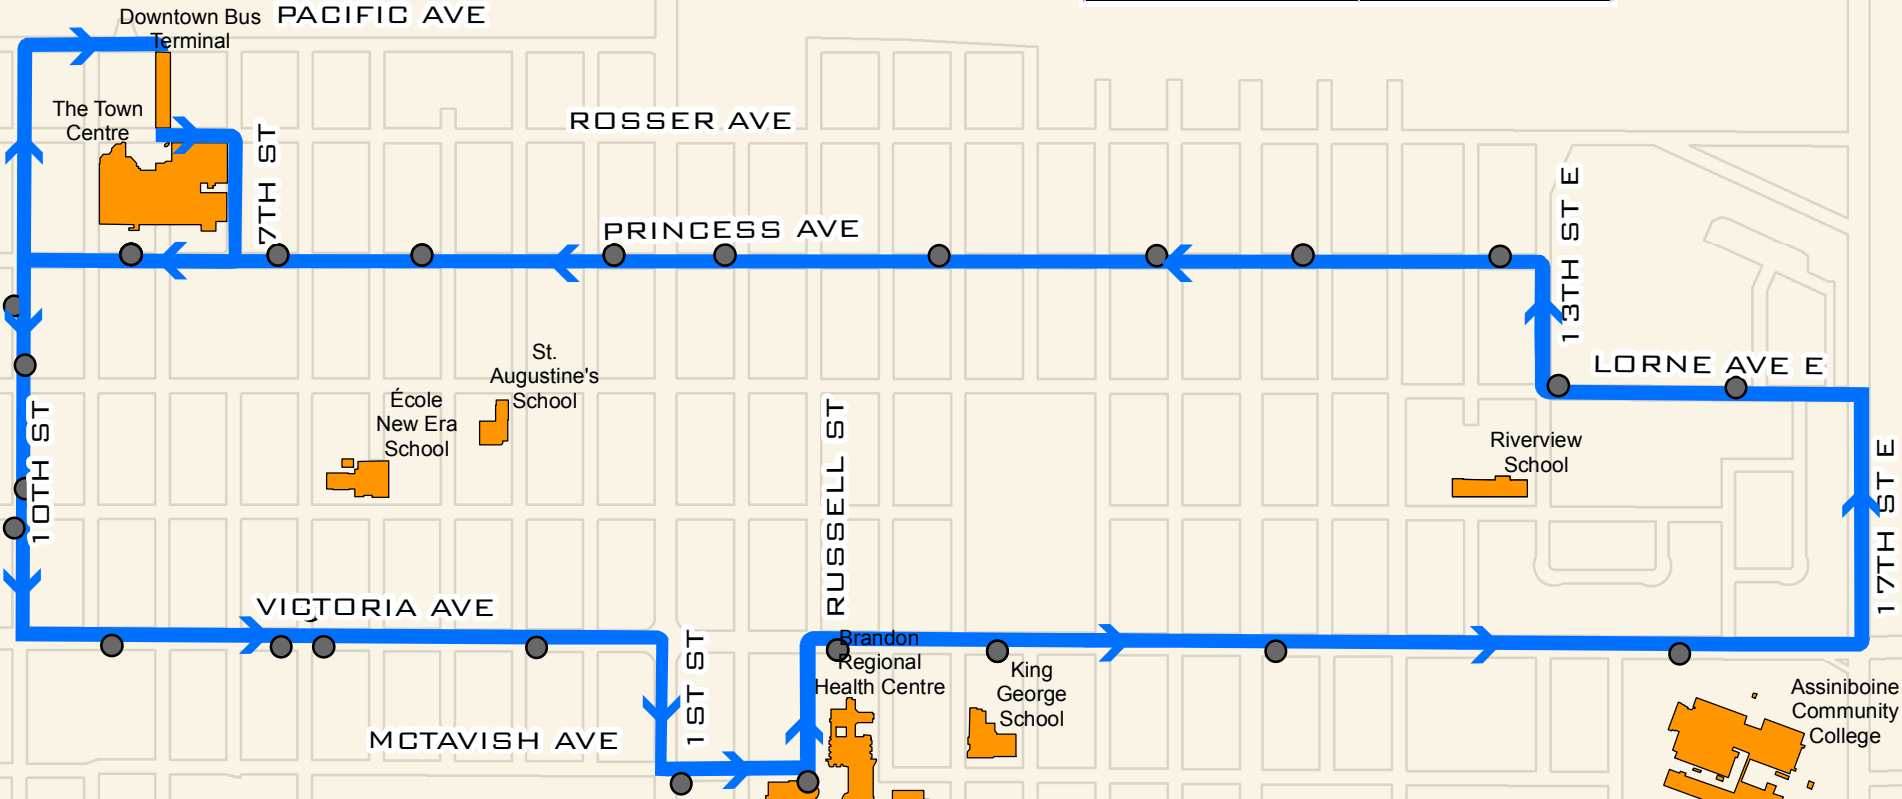 PACIFIC AVE
Downtown Bus
Terminal
The Town
Centre
ROSSER AVE
7TH ST
PRINCESS AVE
13TH ST E
LORNE AVE E
St.
Augustine's
School
École
New Era
School
10TH ST
RUSSELL ST
Riverview
School
17TH ST E
VICTORIA AVE
1ST ST
Brandon
Regional
Health Centre
King
George
School
MCTAVISH AVE
Assiniboine
Community
College